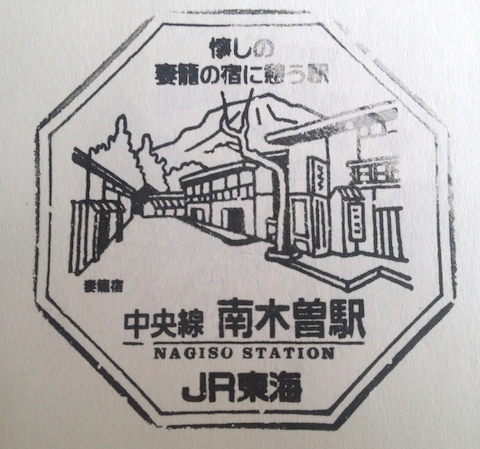 懐しの
妻籠の宿に憩う駅
妻籠宿
中央線 南木曽駅
NAGISO STATION
JR東海